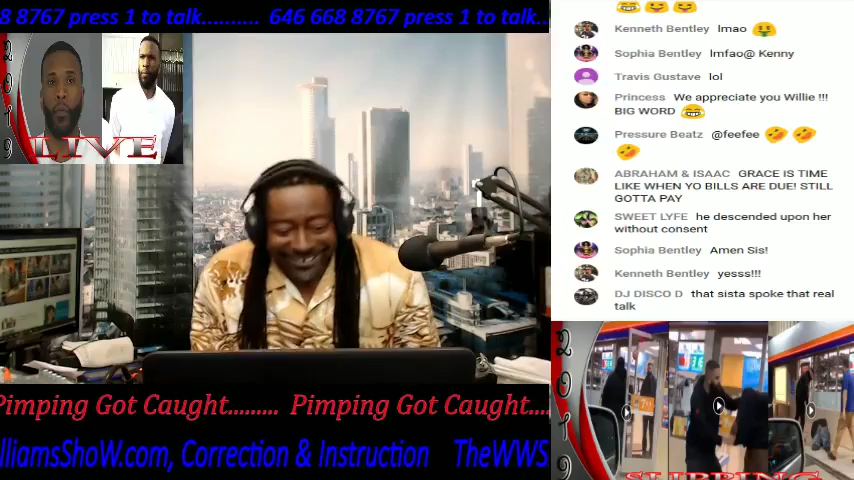 8 8767 press 1 to talk.......... 646 668 8767 press 1 to talk..
2019
LIVE
Kenneth Bentley lmao
Sophia Bentley lmfao@ Kenny
Travis Gustave lol
Princess We appreciate you Willie !!!
BIG WORD
Pressure Beatz @feefee
ABRAHAM & ISAAC GRACE IS TIME
LIKE WHEN YO BILLS ARE DUE! STILL
GOTTA PAY
SWEET LYFE he descended upon her
without consent
Sophia Bentley Amen Sis!
Kenneth Bentley yesss!!!
DJ DISCO D that sista spoke that real
talk
2019
SLIPPING
Pimping Got Caught......... Pimping Got Caught....
lliamsShoW.com, Correction & Instruction TheWWS